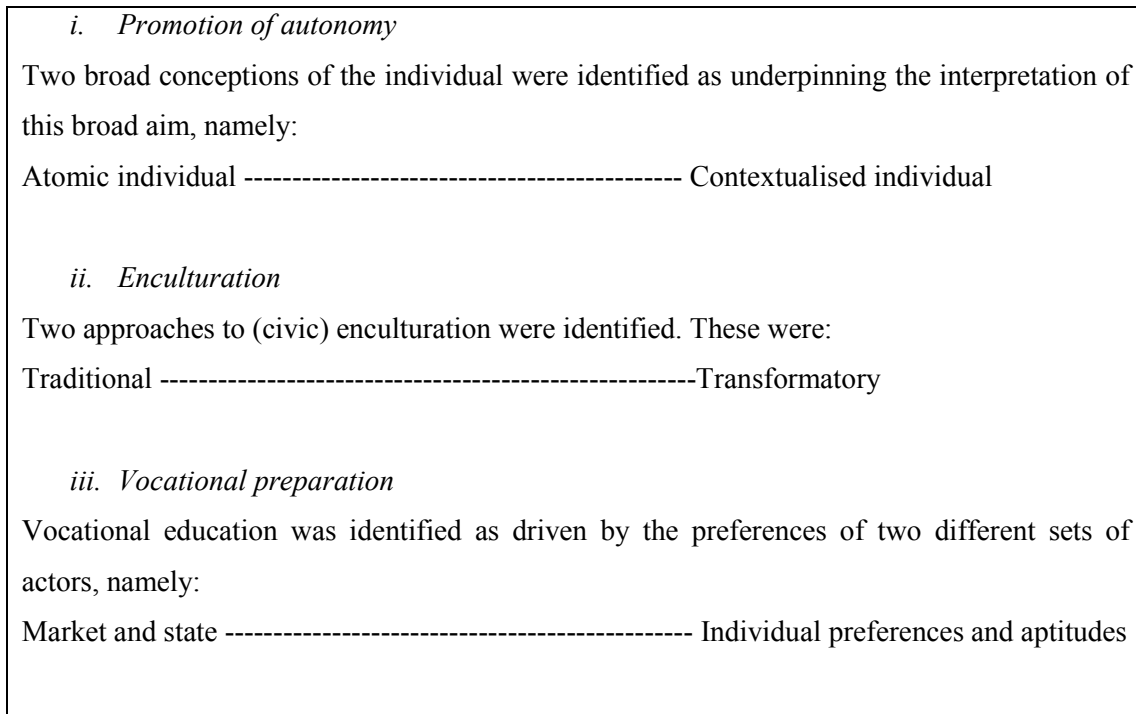 i. Promotion of autonomy
Two broad conceptions of the individual were identified as underpinning the interpretation of
this broad aim, namely:
Atomic individual --------------------------------------------- Contextualised individual
ii. Enculturation
Two approaches to (civic) enculturation were identified. These were:
Traditional -------------------------------------------------------Transformatory
iii. Vocational preparation
Vocational education was identified as driven by the preferences of two different sets of
actors, namely:
Market and state ------------------------------------------------ Individual preferences and aptitudes